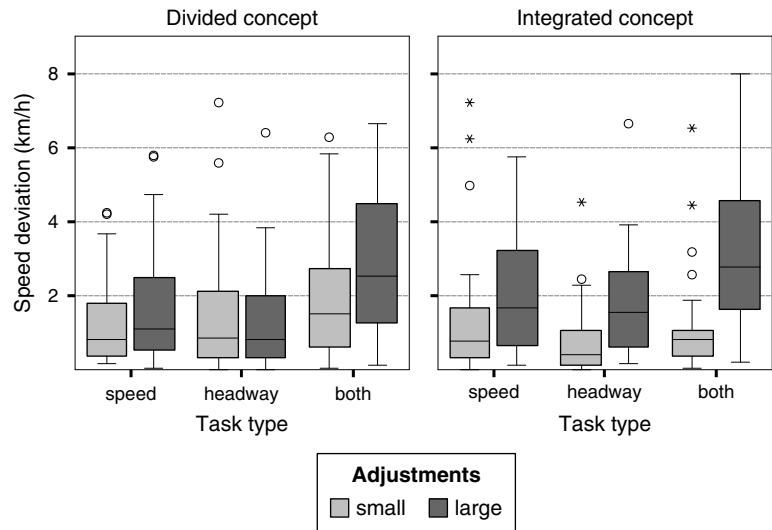 Divided concept
Integrated concept
Speed deviation (km/h)
8
6
4
2
speed headway both
speed headway both
Task type
Task type
Adjustments
small large